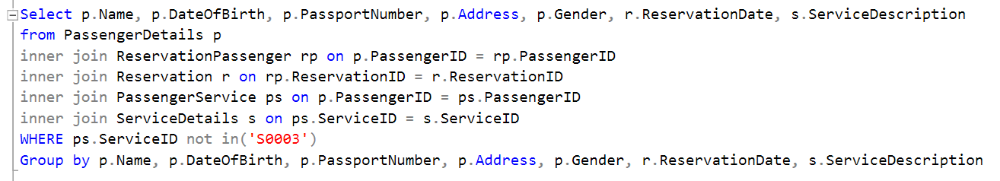 Select p.Name, p.DateOfBirth, p.PassportNumber, p.Address, p.Gender, r.ReservationDate, s.ServiceDescription
from PassengerDetails p
inner join ReservationPassenger rp on p.PassengerID = rp.PassengerID
inner join Reservation r on rp.ReservationID = r.ReservationID
inner join PassengerService ps on p.PassengerID = ps.PassengerID
inner join ServiceDetails s on ps.ServiceID = s.ServiceID
WHERE ps.ServiceID not in('S0003')
Group by p.Name, p.DateOfBirth, p.PassportNumber, p.Address, p.Gender, r.ReservationDate, s.ServiceDescription